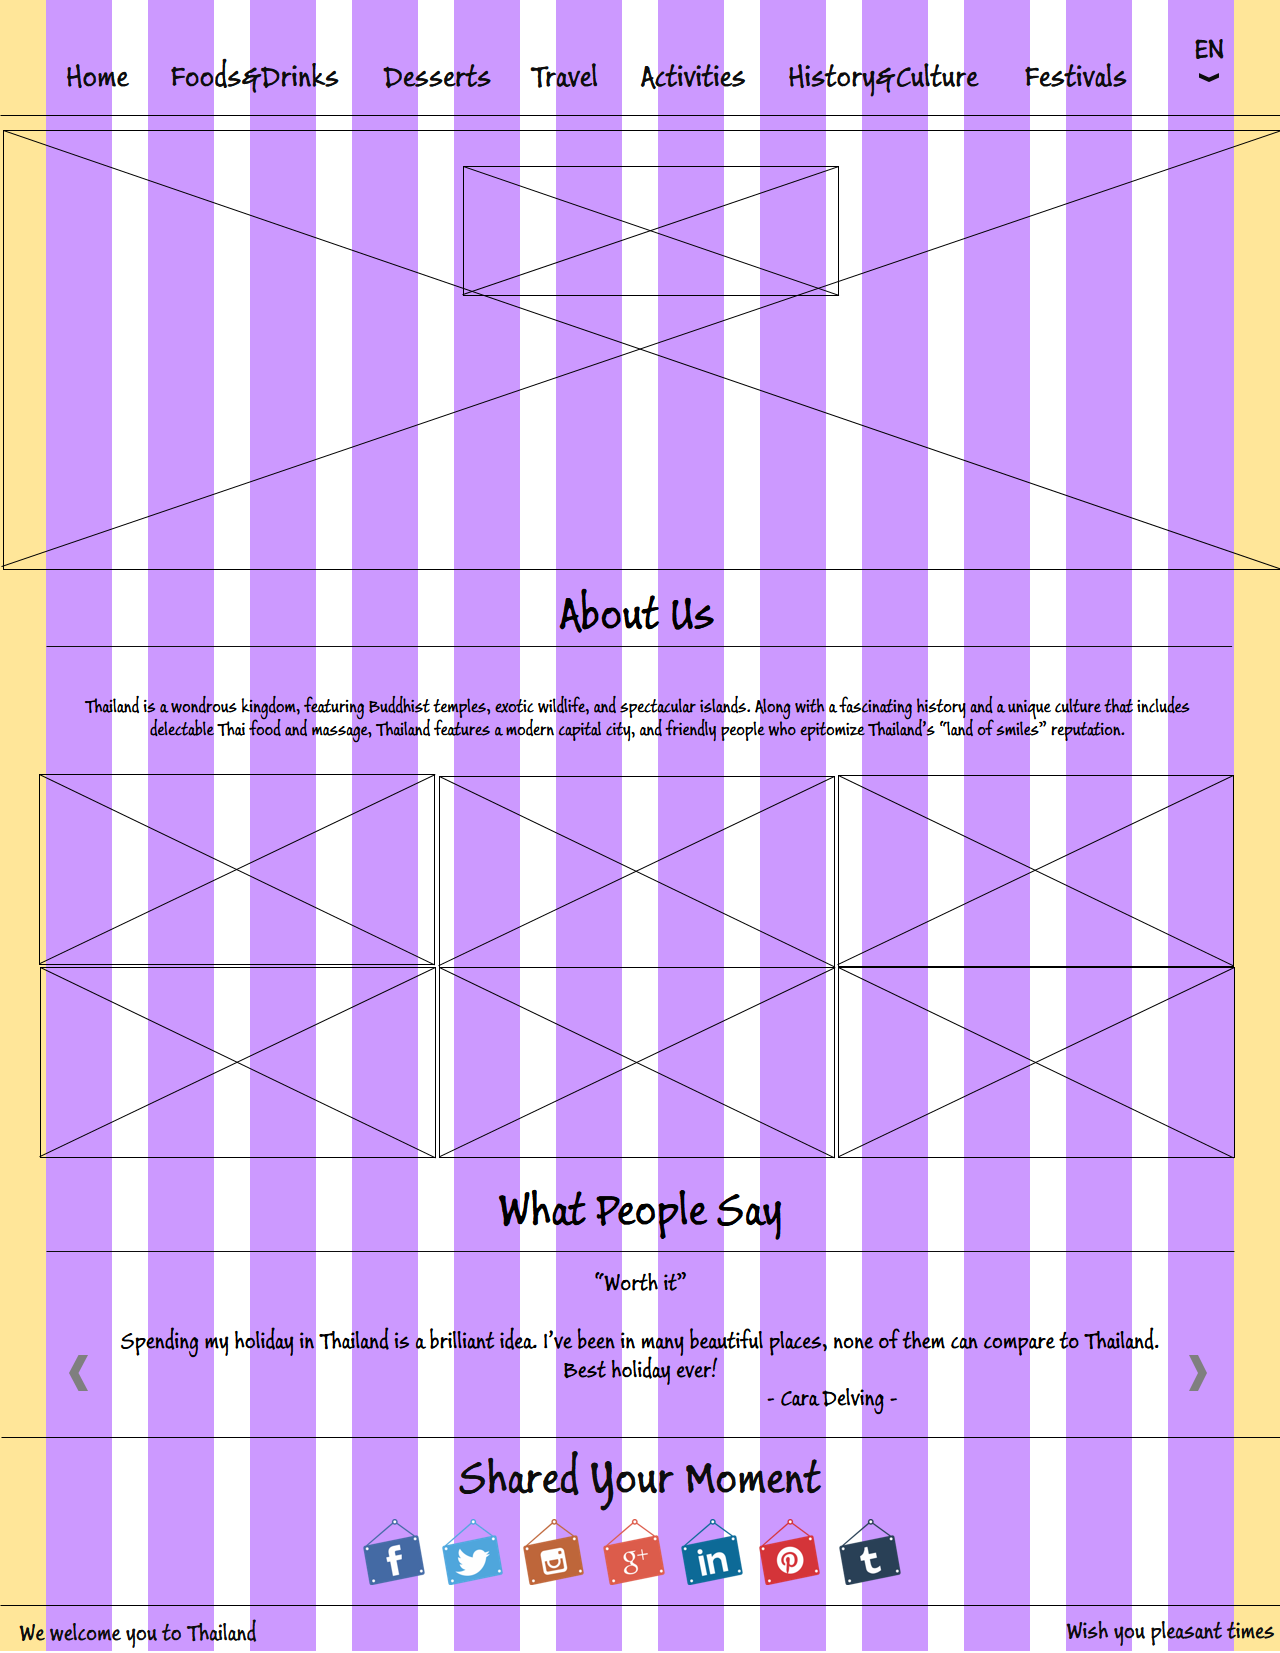 EN
Home Foods&Drinks Desserts Travel Activities History&Culture Festivals
About Us
Thailand is a wondrous kingdom, featuring Buddhist temples, exotic wildlife, and spectacular islands. Along with a fascinating history and a unique culture that includes
delectable Thai food and massage, Thailand features a modern capital city, and friendly people who epitomize Thailand's “land of smiles” reputation.
What People Say
“Worth it”
Spending my holiday in Thailand is a brilliant idea. I've been in many beautiful places, none of them can compare to Thailand.
Best holiday ever!
- Cara Delving -
Shared Your Moment
f g+ in t
We welcome you to Thailand
Wish you pleasant times